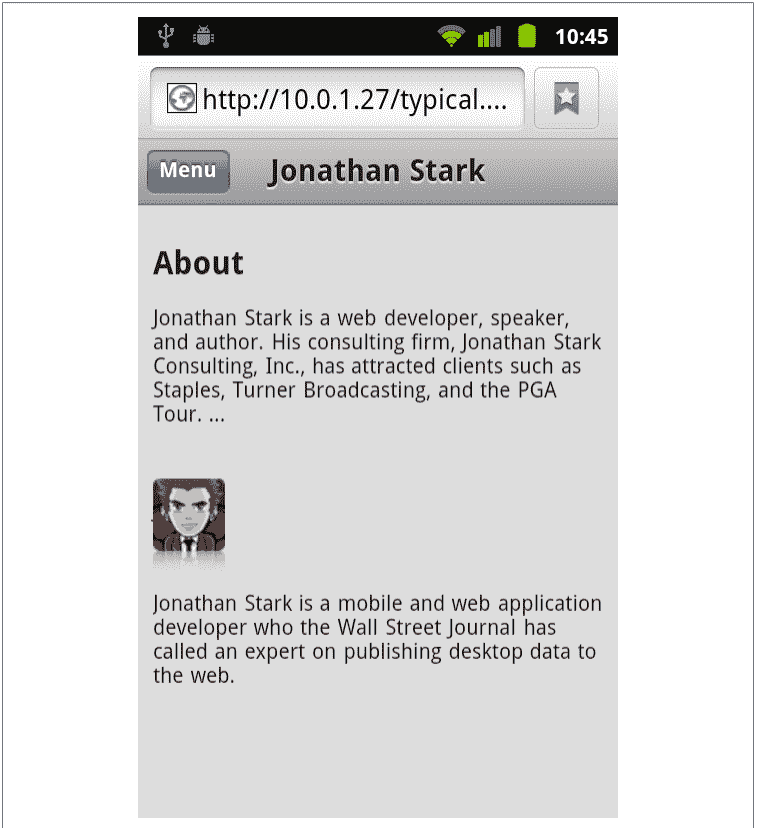 10:45
http://10.0.1.27/typical....
Menu
Jonathan Stark
About
Jonathan Stark is a web developer, speaker,
and author. His consulting firm, Jonathan Stark
Consulting, Inc., has attracted clients such as
Staples, Turner Broadcasting, and the PGA
Tour. ...
Jonathan Stark is a mobile and web application
developer who the Wall Street Journal has
called an expert on publishing desktop data to
the web.